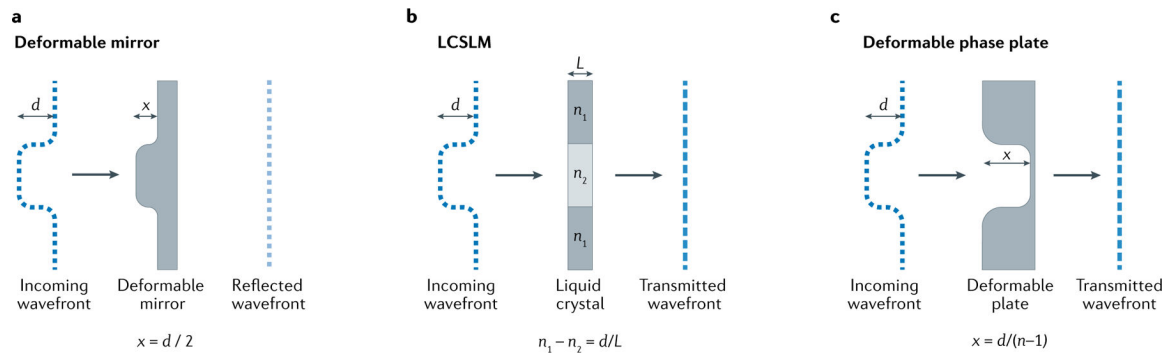 a
Deformable mirror
d
x
Incoming
wavefront
Deformable
mirror
Reflected
wavefront
x = d / 2
b
LCSLM
L
d
n₁
n₂
n₁
Incoming
wavefront
Liquid
crystal
Transmitted
wavefront
n₁ – n₂ = d/L
c
Deformable phase plate
d
x
Incoming
wavefront
Deformable
plate
Transmitted
wavefront
x = d/(n–1)